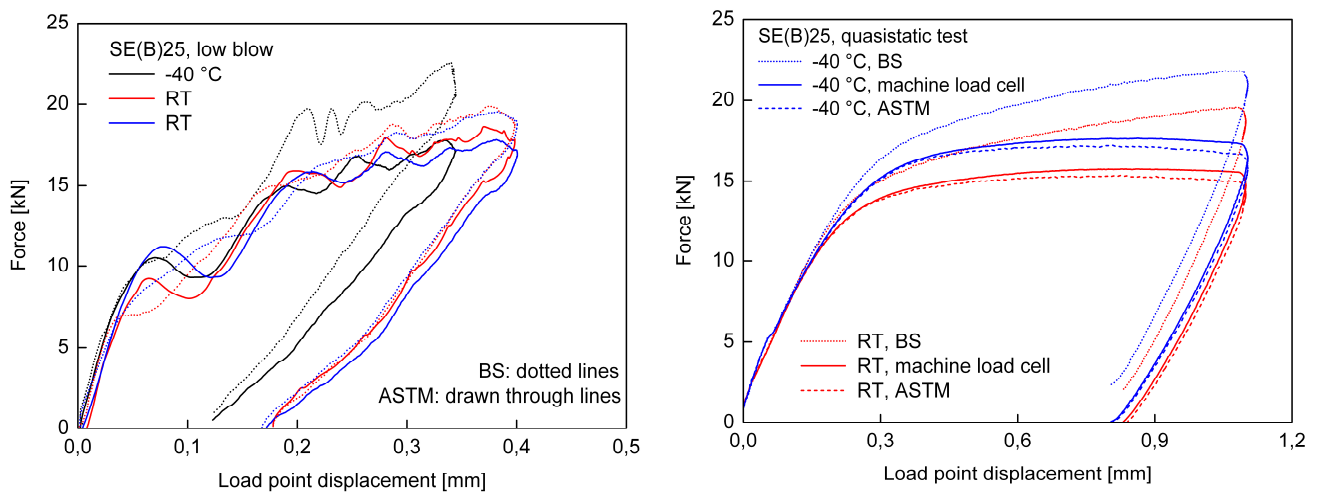 25
20
15
10
5
0
Force [kN]
SE(B)25, low blow
-40 °C
RT
RT
BS: dotted lines
ASTM: drawn through lines
0,0
0,1
0,2
0,3
0,4
0,5
Load point displacement [mm]
25
20
15
10
5
0
Force [kN]
SE(B)25, quasistatic test
-40 °C, BS
-40 °C, machine load cell
-40 °C, ASTM
RT, BS
RT, machine load cell
RT, ASTM
0,0
0,3
0,6
0,9
1,2
Load point displacement [mm]